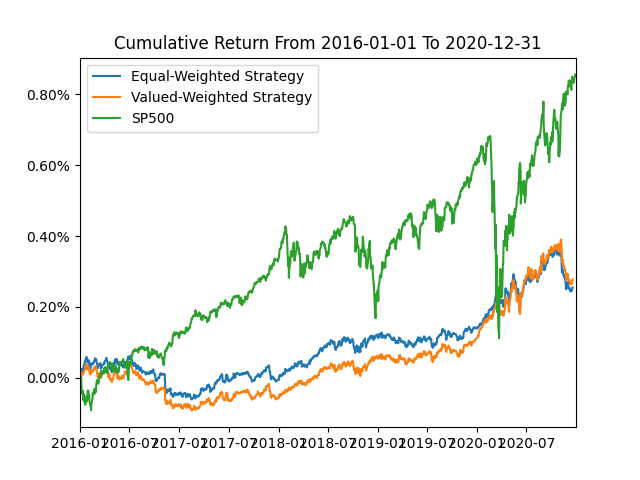 Cumulative Return From 2016-01-01 To 2020-12-31
Equal-Weighted Strategy
Valued-Weighted Strategy
SP500
0.80%
0.60%
0.40%
0.20%
0.00%
2016-01 2016-07 2017-01 2017-07 2018-01 2018-07 2019-01 2019-07 2020-01 2020-07